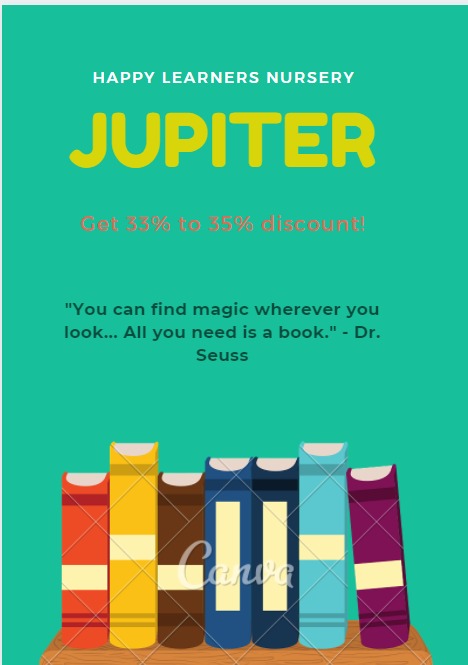 HAPPY LEARNERS NURSERY
JUPITER
Get 33% to 35% discount!
"You can find magic wherever you
look... All you need is a book." - Dr.
Seuss
Canva